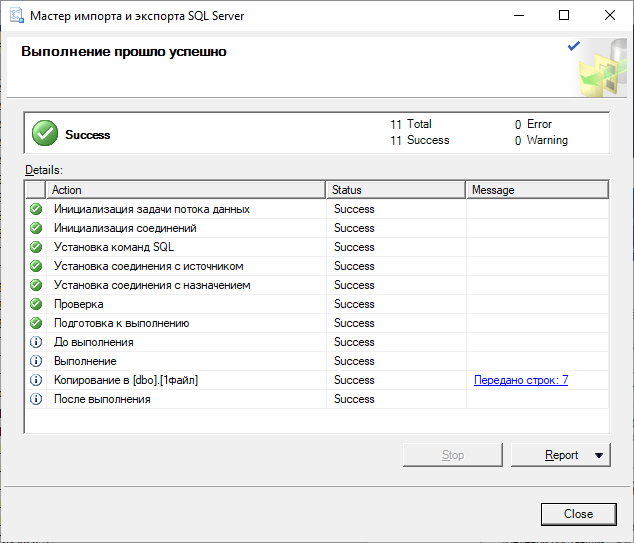 Мастер импорта и экспорта SQL Server
Выполнение прошло успешно
Success
11 Total 0 Error
11 Success 0 Warning
Details:
Action Status Message
Инициализация задачи потока данных Success
Инициализация соединений Success
Установка команд SQL Success
Установка соединения с источником Success
Установка соединения с назначением Success
Проверка Success
Подготовка к выполнению Success
До выполнения Success
Выполнение Success
Копирование в [dbo].[1файл] Success Передано строк: 7
После выполнения Success
Stop Report
Close